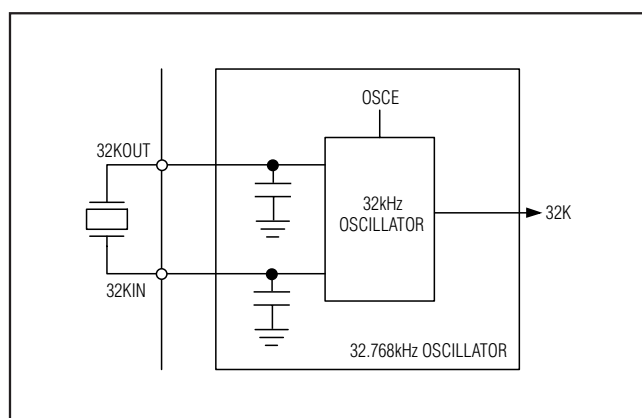 OSCE
32KOUT
32kHz
OSCILLATOR
32K
32KIN
32.768kHz OSCILLATOR